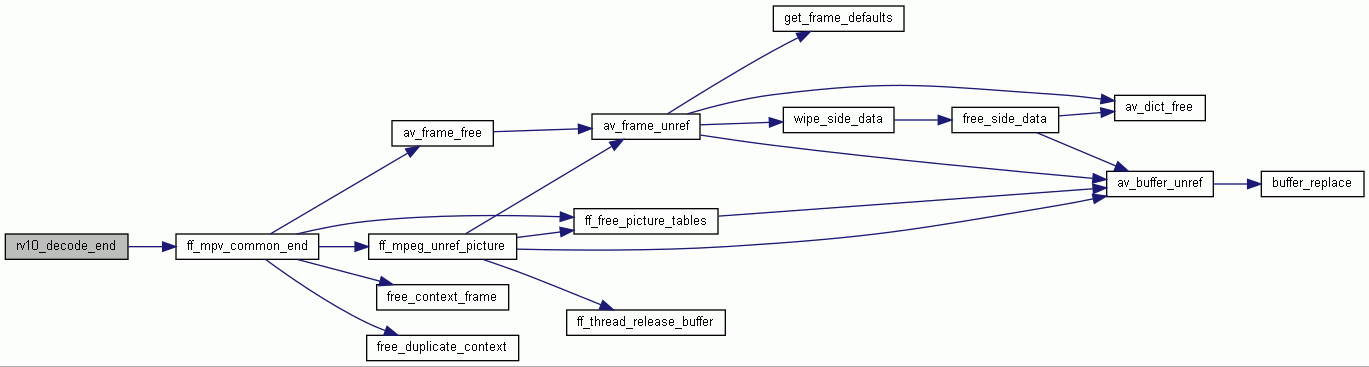 get_frame_defaults
av_dict_free
wipe_side_data
free_side_data
av_frame_unref
av_frame_free
av_buffer_unref
buffer_replace
ff_free_picture_tables
rv10_decode_end
ff_mpv_common_end
ff_mpeg_unref_picture
free_context_frame
ff_thread_release_buffer
free_duplicate_context